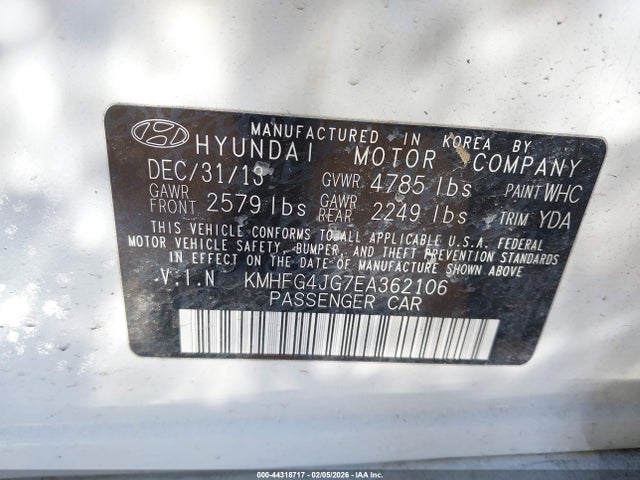 MANUFACTURED IN KOREA BY
HYUNDAI MOTOR COMPANY
DEC/31/13 GVWR 4785 lbs PAINT WHC
GAWR FRONT 2579 lbs GAWR REAR 2249 lbs TRIM YDA
THIS VEHICLE CONFORMS TO ALL APPLICABLE U.S.A. FEDERAL
MOTOR VEHICLE SAFETY, BUMPER, AND THEFT PREVENTION STANDARDS
IN EFFECT ON THE DATE OF MANUFACTURE SHOWN ABOVE
V.I.N KMHFG4JG7EA362106
PASSENGER CAR
000-44318717 - 02/05/2026 - IAA Inc.